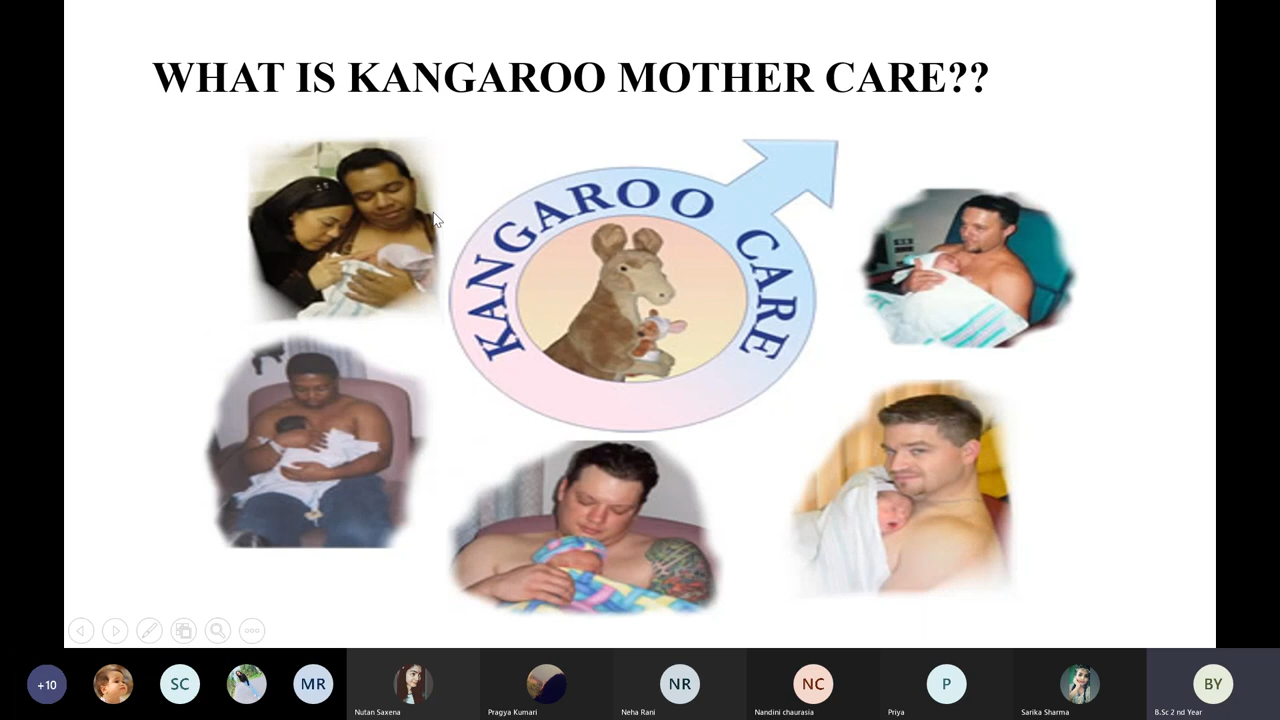 WHAT IS KANGAROO MOTHER CARE??
KANGAROO CARE
+10
SC
MR
NR
NC
P
BY
Nutan Saxena
Pragya Kumari
Neha Rani
Nandini chaurasia
Priya
Sarika Sharma
B.Sc 2 nd Year